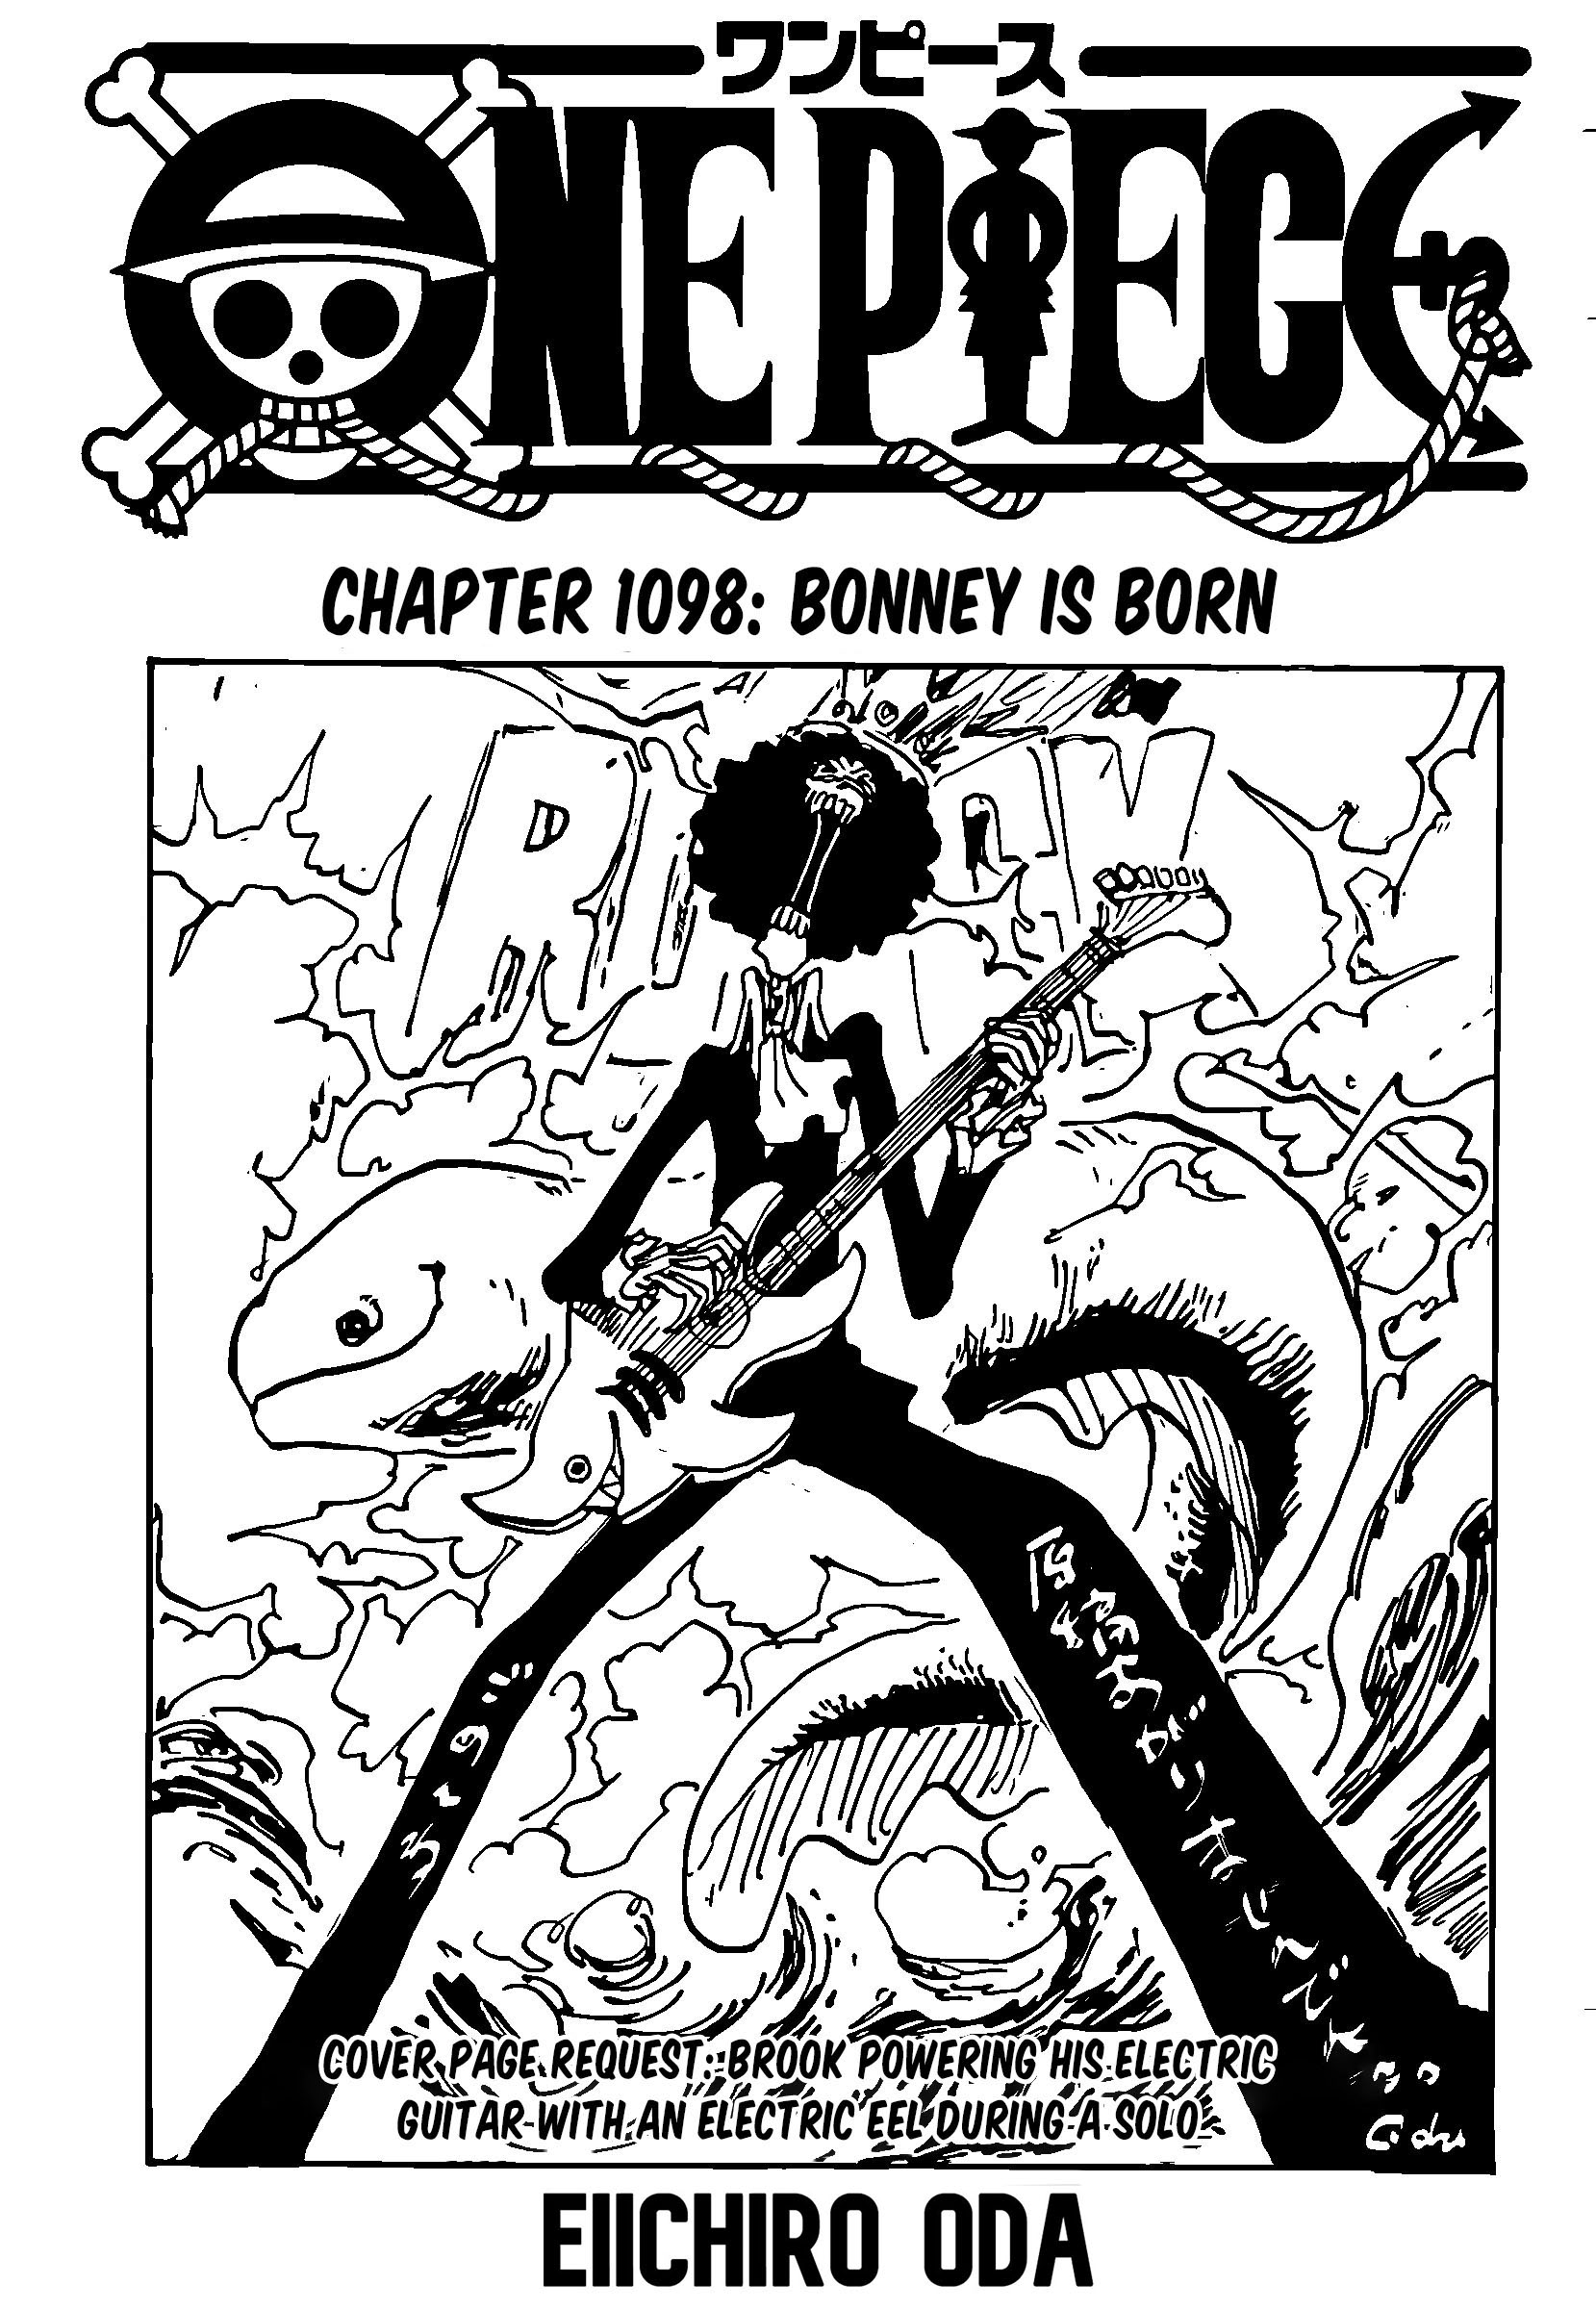 ワンピース
ONE PIECE
CHAPTER 1098: BONNEY IS BORN
COVER PAGE REQUEST: BROOK POWERING HIS ELECTRIC
GUITAR WITH AN ELECTRIC EEL DURING A SOLO
EIICHIRO ODA